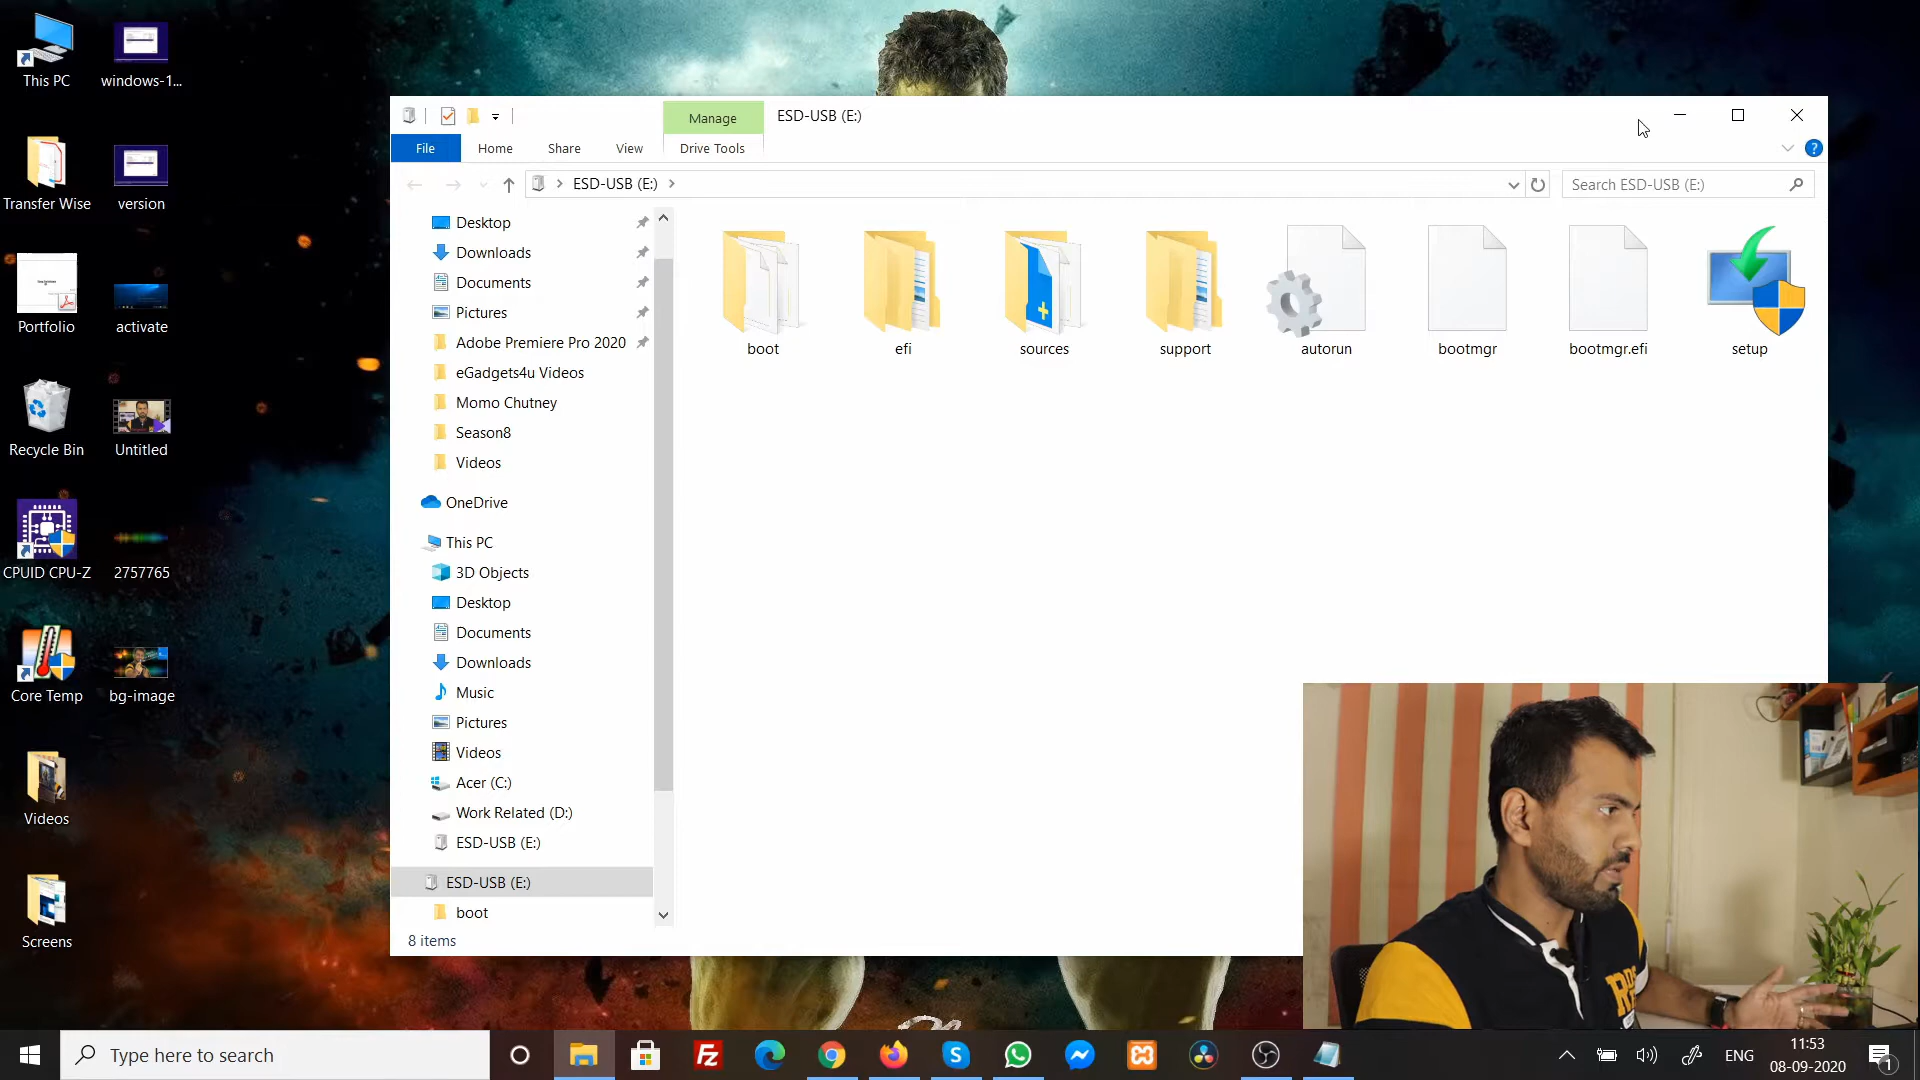 This PC
windows-1...
Transfer Wise
version
Portfolio
activate
Recycle Bin
Untitled
CPUID CPU-Z
2757765
Core Temp
bg-image
Videos
Screens
Manage
ESD-USB (E:)
File
Home
Share
View
Drive Tools
ESD-USB (E:)
Search ESD-USB (E:)
Desktop
Downloads
Documents
Pictures
Adobe Premiere Pro 2020
eGadgets4u Videos
Momo Chutney
Season8
Videos
OneDrive
This PC
3D Objects
Desktop
Documents
Downloads
Music
Pictures
Videos
Acer (C:)
Work Related (D:)
ESD-USB (E:)
ESD-USB (E:)
boot
boot
efi
sources
support
autorun
bootmgr
bootmgr.efi
setup
8 items
Type here to search
ENG
11:53
08-09-2020
1